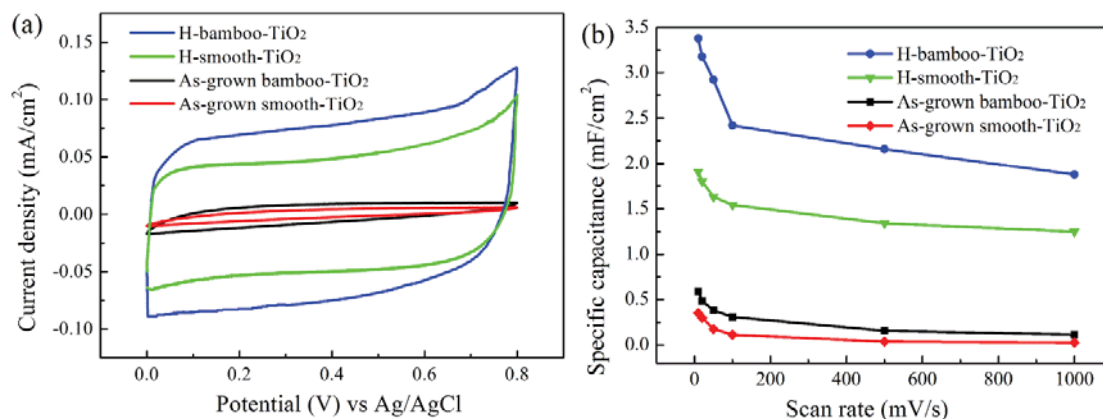 (a)
0.15
0.10
0.05
0.00
-0.05
-0.10
Current density (mA/cm²)
H-bamboo-TiO₂
H-smooth-TiO₂
As-grown bamboo-TiO₂
As-grown smooth-TiO₂
0.0 0.2 0.4 0.6 0.8
Potential (V) vs Ag/AgCl
(b)
3.5
3.0
2.5
2.0
1.5
1.0
0.5
0.0
Specific capacitance (mF/cm²)
H-bamboo-TiO₂
H-smooth-TiO₂
As-grown bamboo-TiO₂
As-grown smooth-TiO₂
0 200 400 600 800 1000
Scan rate (mV/s)